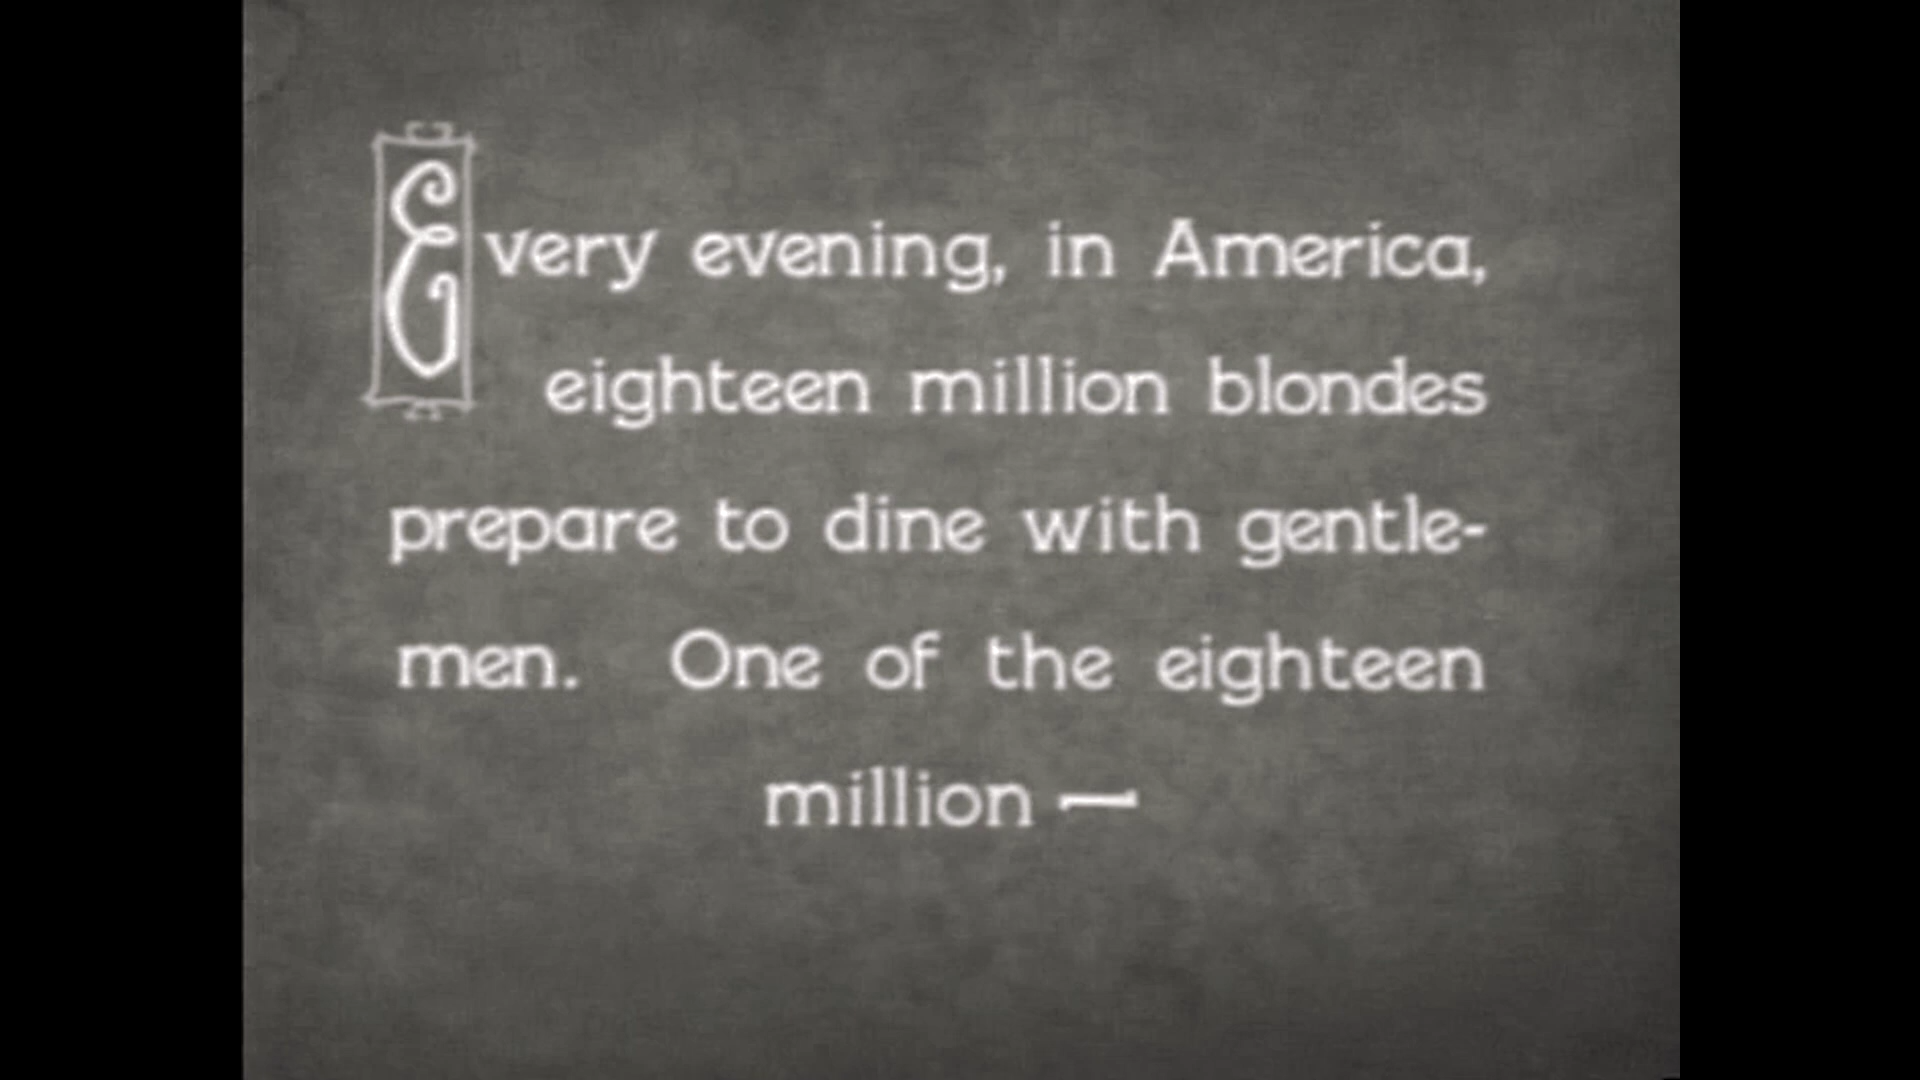 Every evening, in America,
eighteen million blondes
prepare to dine with gentle-
men. One of the eighteen
million —